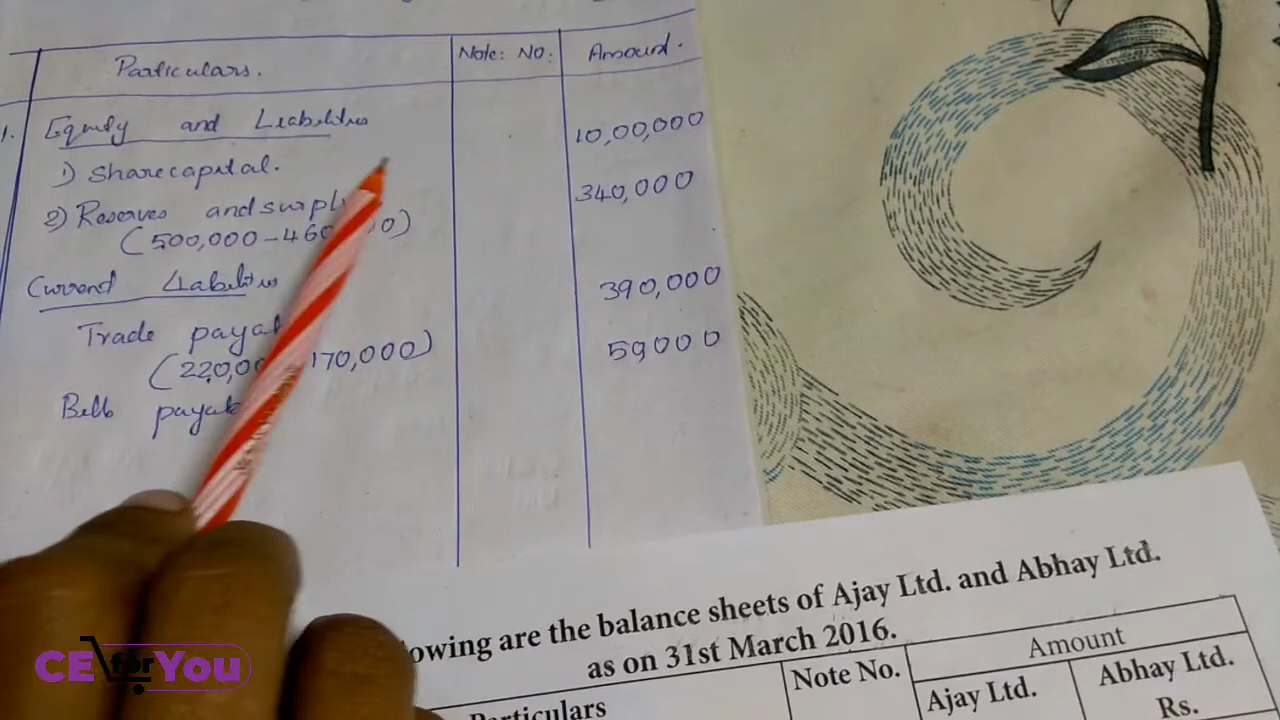 Particulars. Note: No: Amount.
1. Equity and Liabilities 10,00,000
1) Sharecapital.
2) Reserves and surpl 340,000
(500,000-460
Current Liabilities 390,000
Trade payab
(220,00 170,000) 59000
Bills payab
owing are the balance sheets of Ajay Ltd. and Abhay Ltd.
as on 31st March 2016.
Particulars Note No. Amount
Ajay Ltd. Abhay Ltd.
Rs.
CE for You